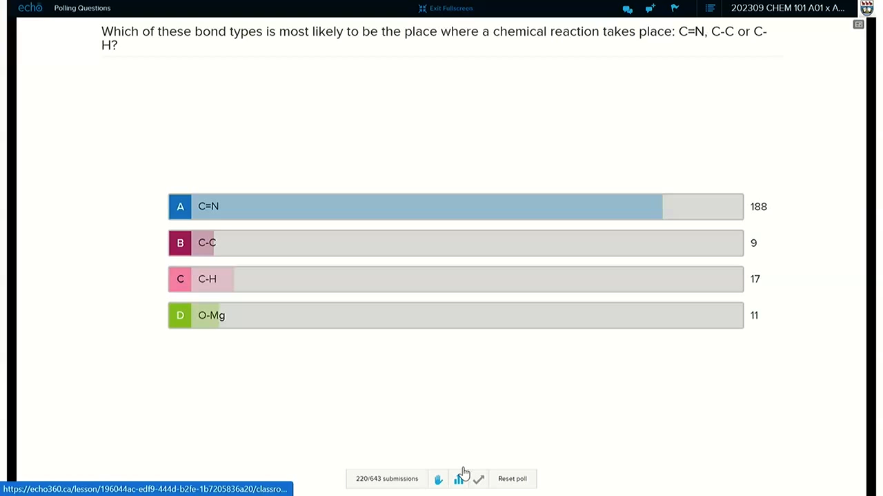 echo Polling Questions Exit Fullscreen 202309 CHEM 101 A01 x A...
Which of these bond types is most likely to be the place where a chemical reaction takes place: C=N, C-C or C-
H?
A C=N 188
B C-C 9
C C-H 17
D O-Mg 11
220/643 submissions Reset poll
https://echo360.ca/lesson/196044ac-edf9-444d-b2fe-1b7205836a20/classro...